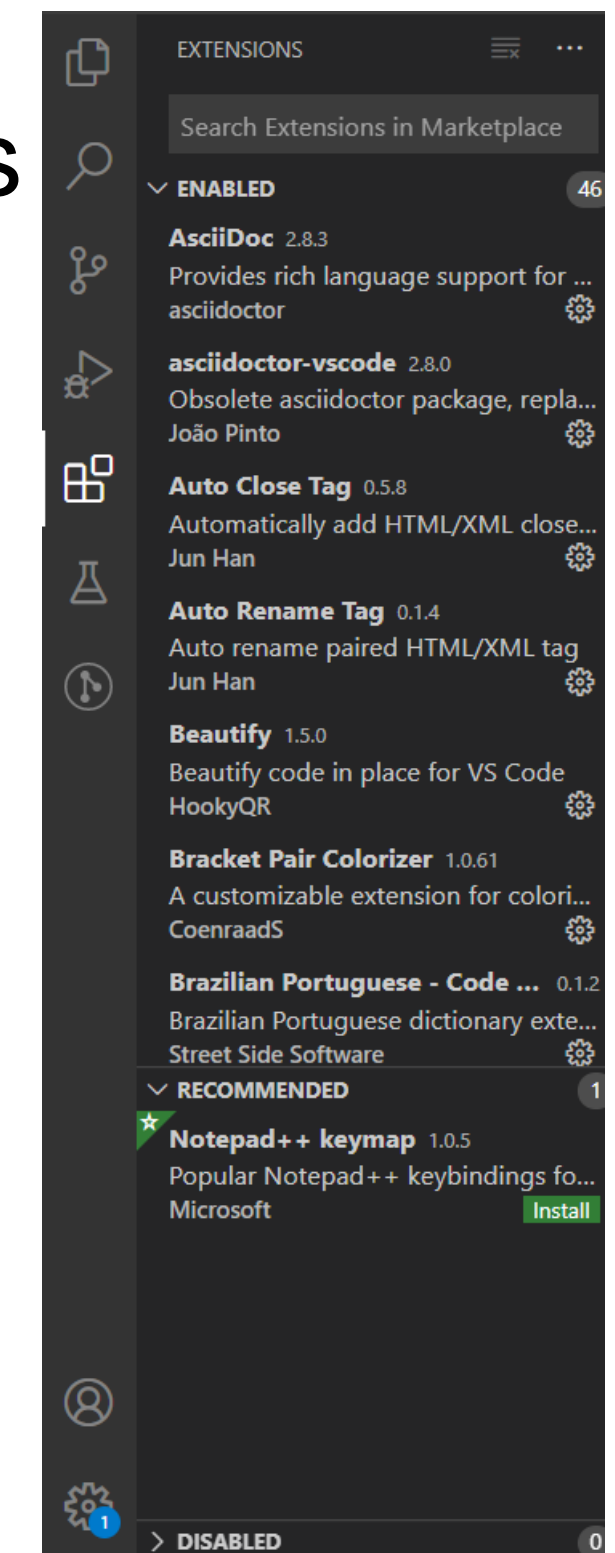 s
EXTENSIONS
Search Extensions in Marketplace
ENABLED 46
AsciiDoc 2.8.3
Provides rich language support for ...
asciidoctor
asciidoctor-vscode 2.8.0
Obsolete asciidoctor package, repla...
João Pinto
Auto Close Tag 0.5.8
Automatically add HTML/XML close...
Jun Han
Auto Rename Tag 0.1.4
Auto rename paired HTML/XML tag
Jun Han
Beautify 1.5.0
Beautify code in place for VS Code
HookyQR
Bracket Pair Colorizer 1.0.61
A customizable extension for colori...
CoenraadS
Brazilian Portuguese - Code ... 0.1.2
Brazilian Portuguese dictionary exte...
Street Side Software
RECOMMENDED 1
Notepad++ keymap 1.0.5
Popular Notepad++ keybindings fo...
Microsoft Install
1
DISABLED 0